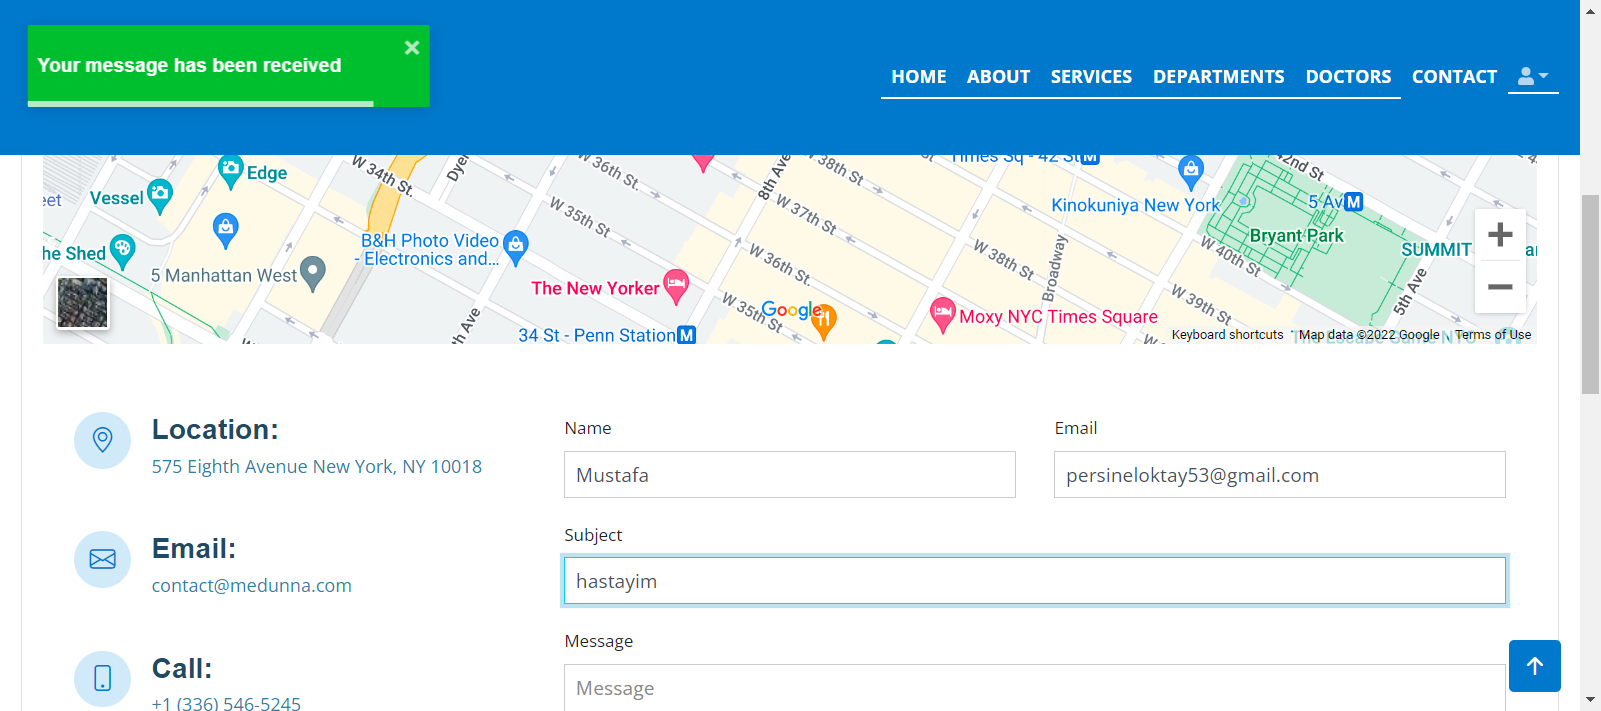 Your message has been received
×
HOME ABOUT SERVICES DEPARTMENTS DOCTORS CONTACT
Edge
Vessel
eet
he Shed
5 Manhattan West
B&H Photo Video
- Electronics and...
The New Yorker
34 St - Penn Station M
W 34th St.
W 35th St.
W 36th St.
8th Ave
W 38th St.
W 37th St.
W 36th St.
W 35th St.
Google
Moxy NYC Times Square
Times Sq - 42 St M
Kinokuniya New York
Broadway
W 38th St.
W 39th St.
W 40th St.
42nd St.
5 Av M
Bryant Park
SUMMIT
5th Ave
Keyboard shortcuts
Map data ©2022 Google
Terms of Use
Location:
575 Eighth Avenue New York, NY 10018
Email:
contact@medunna.com
Call:
+1 (336) 546-5245
Name
Mustafa
Email
persineloktay53@gmail.com
Subject
hastayim
Message
Message